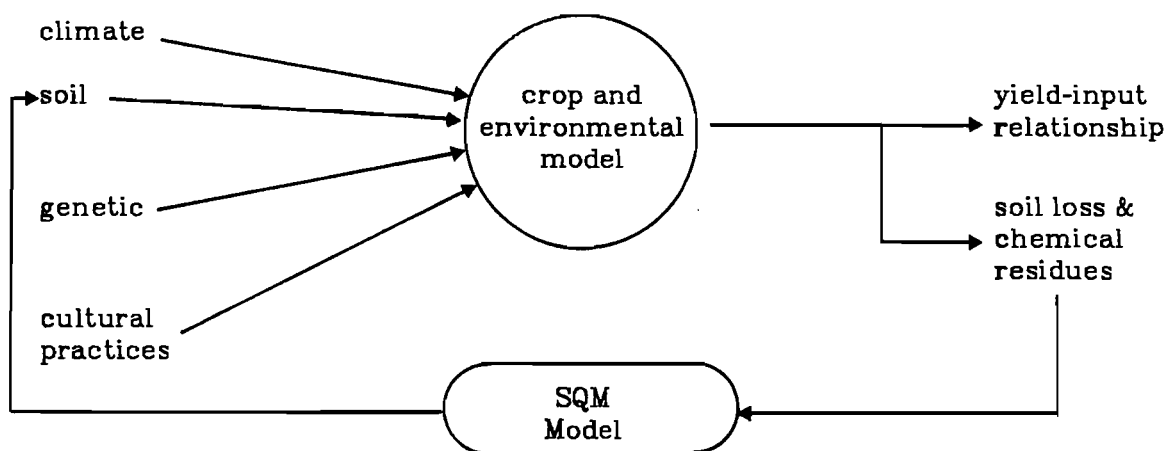 climate
soil
genetic
cultural
practices
crop and
environmental
model
yield-input
relationship
soil loss &
chemical
residues
SQM
Model